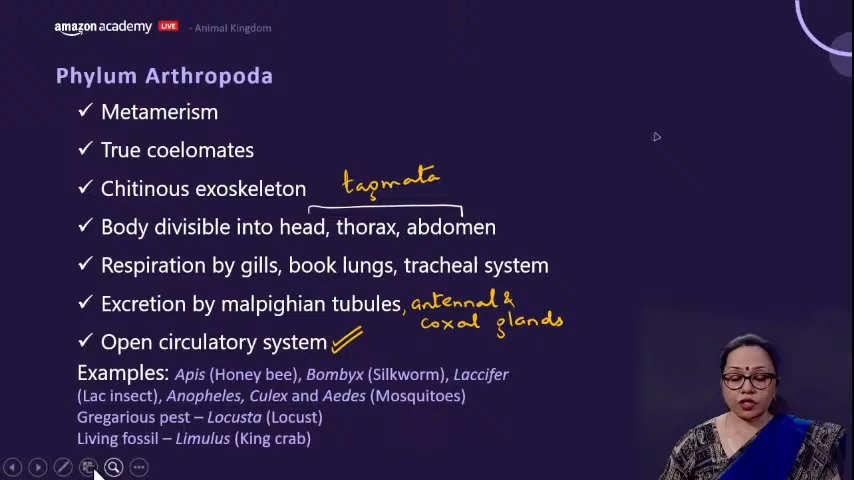 amazon academy LIVE · Animal Kingdom
Phylum Arthropoda
✓ Metamerism
✓ True coelomates
✓ Chitinous exoskeleton
tagmata
✓ Body divisible into head, thorax, abdomen
✓ Respiration by gills, book lungs, tracheal system
✓ Excretion by malpighian tubules, antennal &
coxal glands
✓ Open circulatory system
Examples: Apis (Honey bee), Bombyx (Silkworm), Laccifer
(Lac insect), Anopheles, Culex and Aedes (Mosquitoes)
Gregarious pest – Locusta (Locust)
Living fossil – Limulus (King crab)